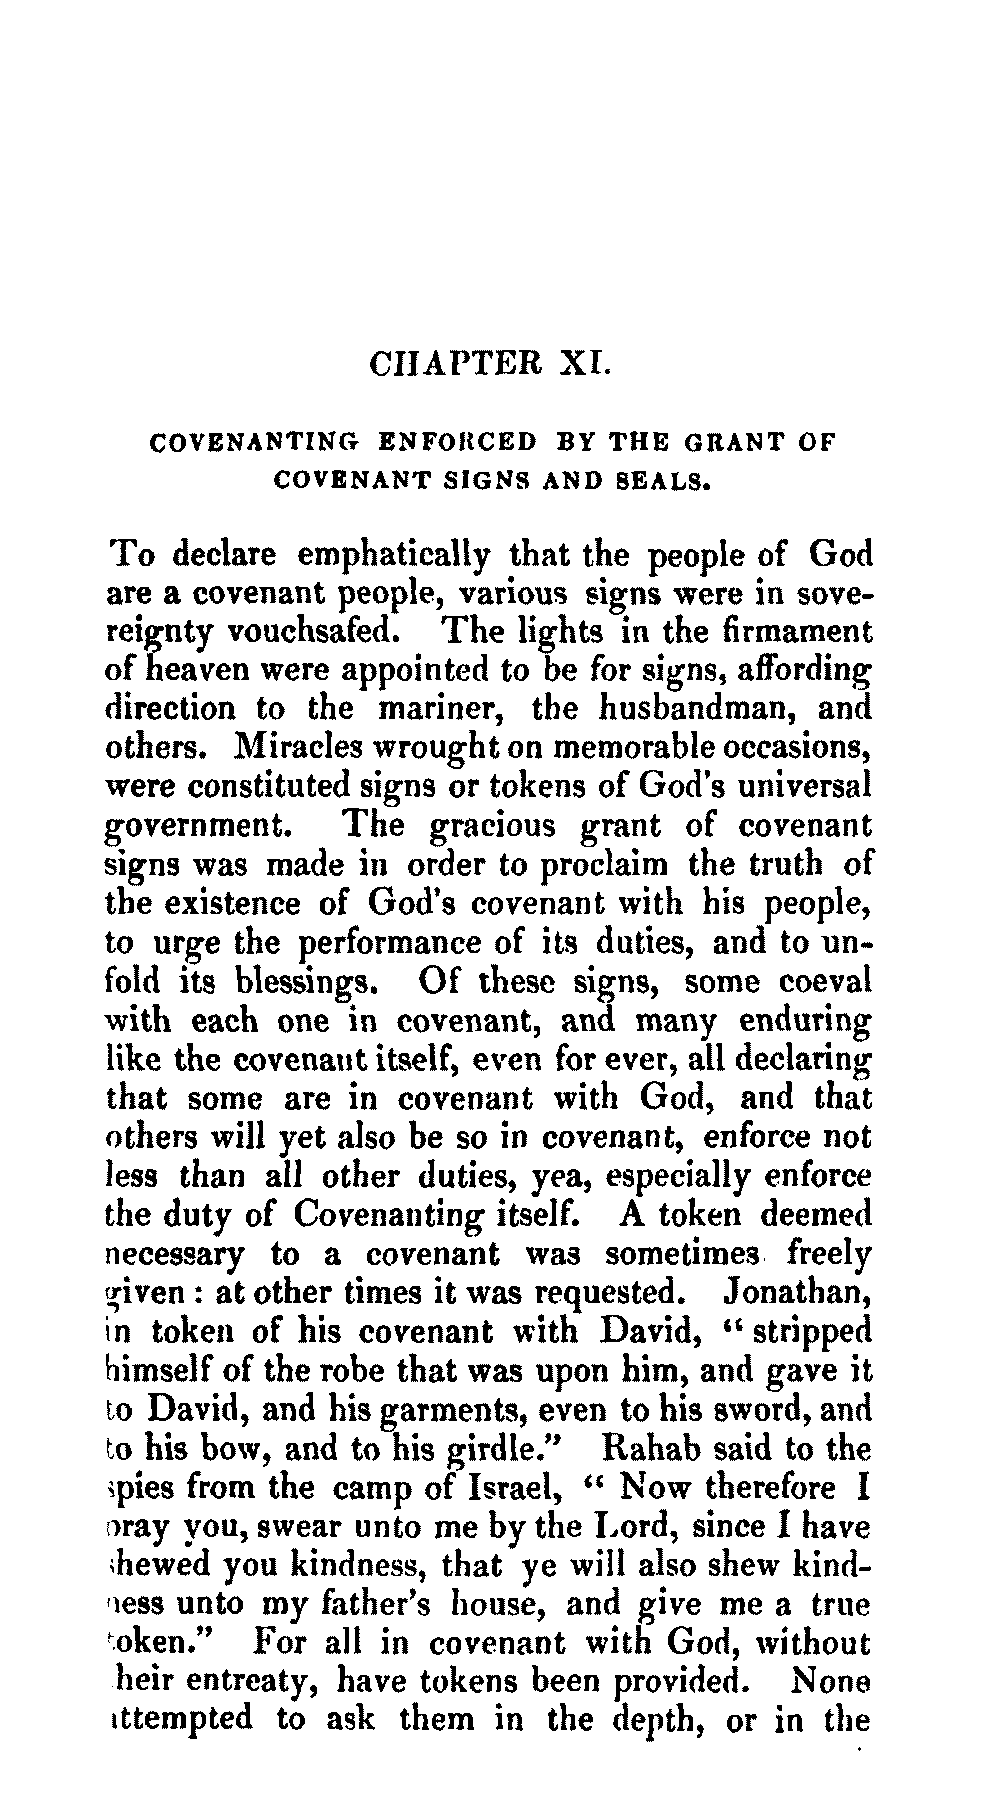 CHAPTER XI.
COVENANTING ENFORCED BY THE GRANT OF
COVENANT SIGNS AND SEALS.
To declare emphatically that the people of God
are a covenant people, various signs were in sove-
reignty vouchsafed. The lights in the firmament
of heaven were appointed to be for signs, affording
direction to the mariner, the husbandman, and
others. Miracles wrought on memorable occasions,
were constituted signs or tokens of God's universal
government. The gracious grant of covenant
signs was made in order to proclaim the truth of
the existence of God's covenant with his people,
to urge the performance of its duties, and to un-
fold its blessings. Of these signs, some coeval
with each one in covenant, and many enduring
like the covenant itself, even for ever, all declaring
that some are in covenant with God, and that
others will yet also be so in covenant, enforce not
less than all other duties, yea, especially enforce
the duty of Covenanting itself. A token deemed
necessary to a covenant was sometimes freely
given : at other times it was requested. Jonathan,
in token of his covenant with David, “ stripped
himself of the robe that was upon him, and gave it
to David, and his garments, even to his sword, and
to his bow, and to his girdle.” Rahab said to the
spies from the camp of Israel, “ Now therefore I
pray you, swear unto me by the Lord, since I have
shewed you kindness, that ye will also shew kind-
ness unto my father's house, and give me a true
token.” For all in covenant with God, without
their entreaty, have tokens been provided. None
attempted to ask them in the depth, or in the